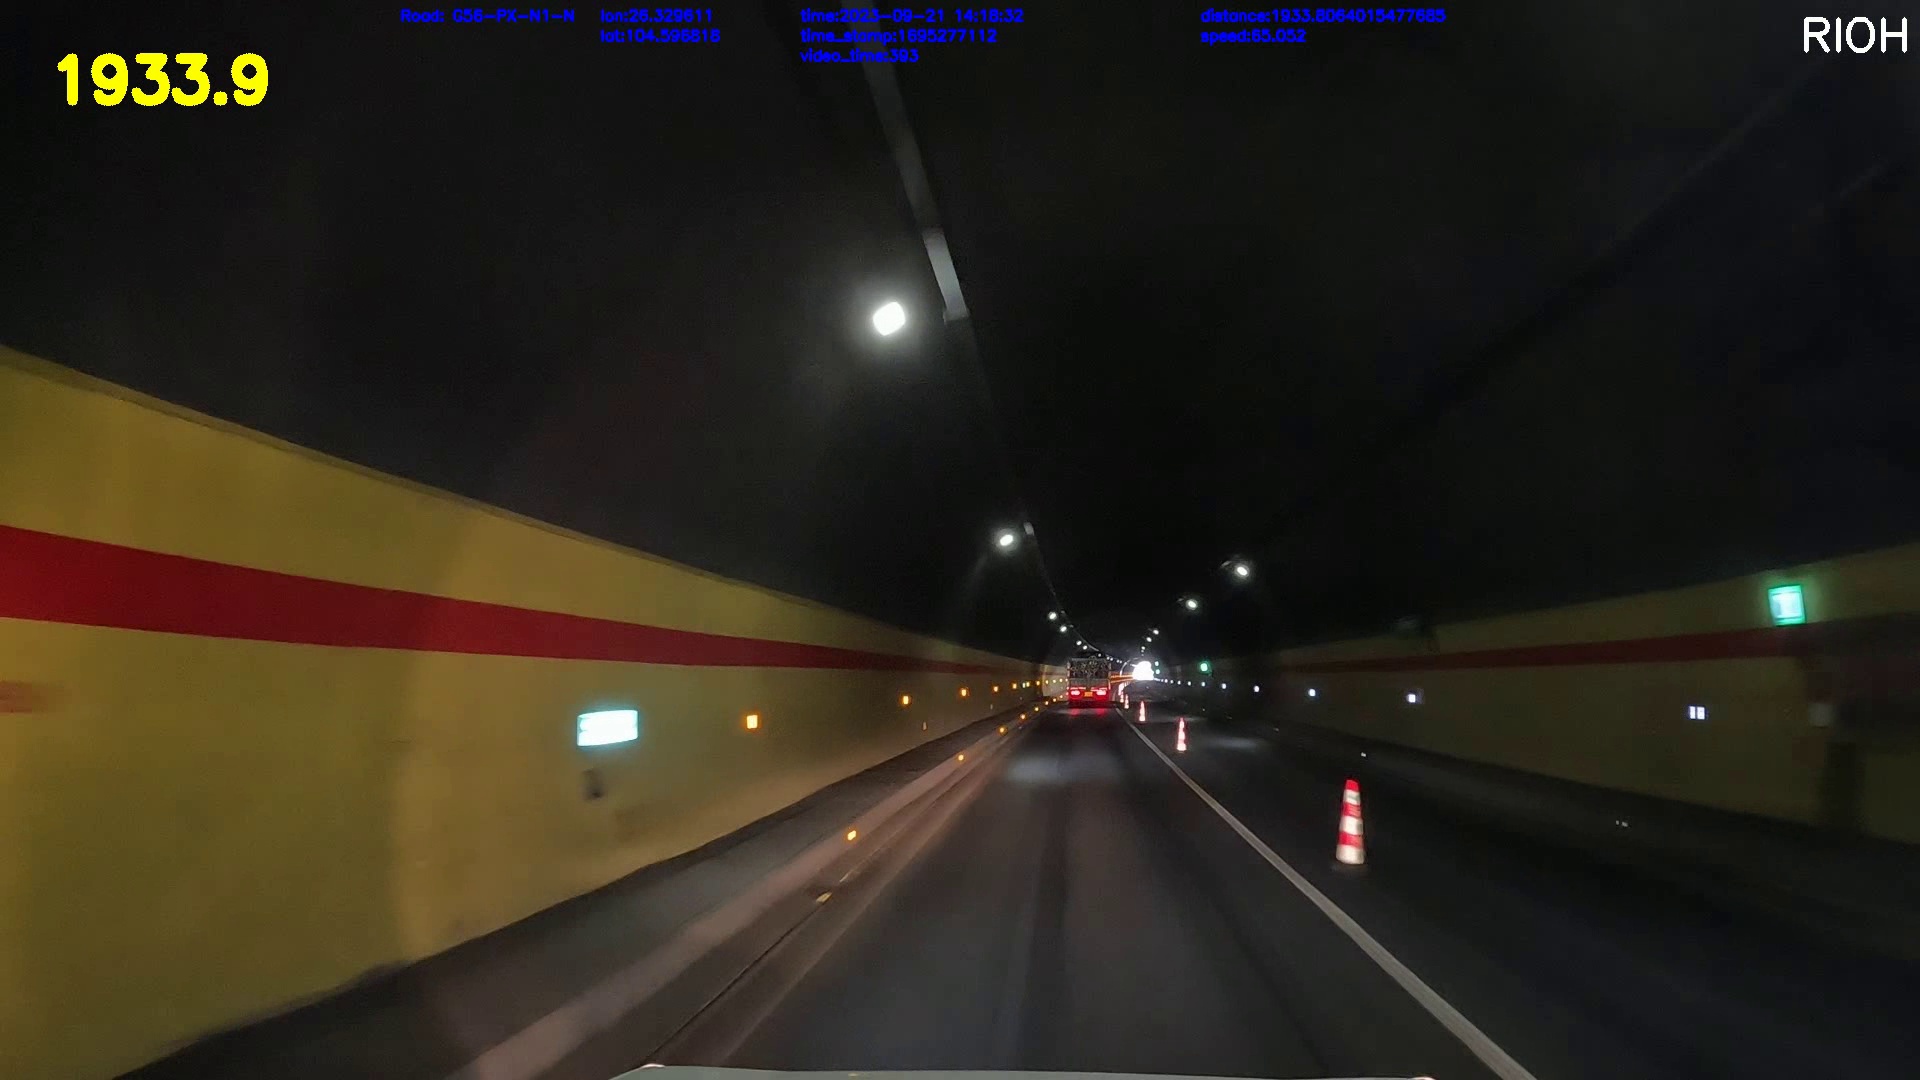 Road: G56-PX-N1-N
lon:26.329611
lat:104.596818
time:2023-09-21 14:18:32
time_stamp:1695277112
video_time:393
distance:1933.8064015477685
speed:65.052
RIOH
1933.9